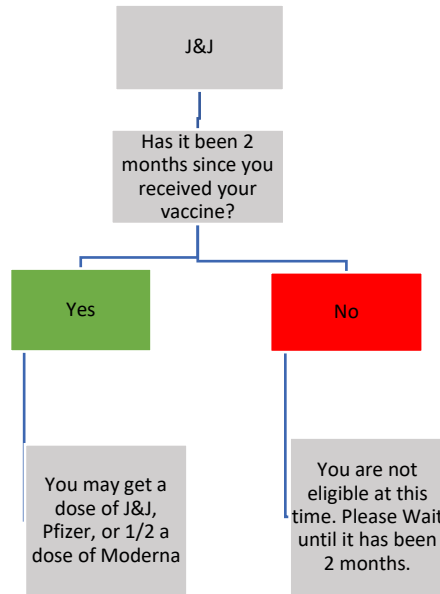 J&J
Has it been 2
months since you
received your
vaccine?
Yes
No
You may get a
dose of J&J,
Pfizer, or 1/2 a
dose of Moderna
You are not
eligible at this
time. Please Wait
until it has been
2 months.